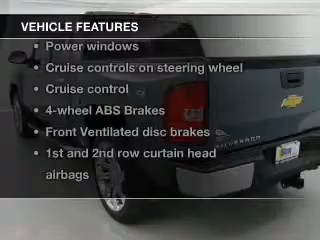 VEHICLE FEATURES
• Power windows
• Cruise controls on steering wheel
• Cruise control
• 4-wheel ABS Brakes
• Front Ventilated disc brakes
• 1st and 2nd row curtain head
airbags
SILVERADO